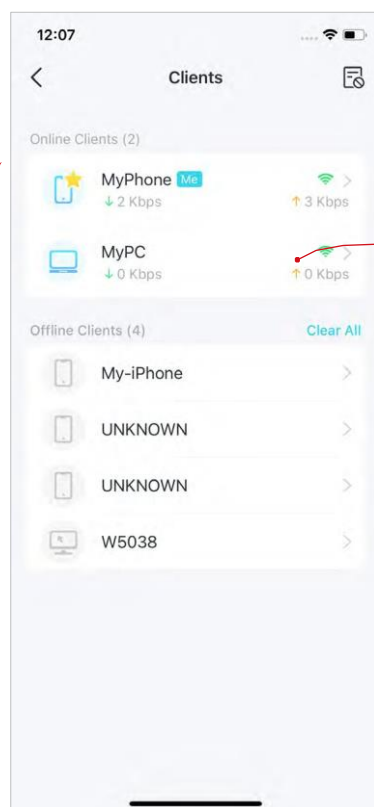 12:07
Clients
Online Clients (2)
MyPhone Me
↓ 2 Kbps ↑ 3 Kbps
MyPC
↓ 0 Kbps ↑ 0 Kbps
Offline Clients (4) Clear All
My-iPhone
UNKNOWN
UNKNOWN
W5038